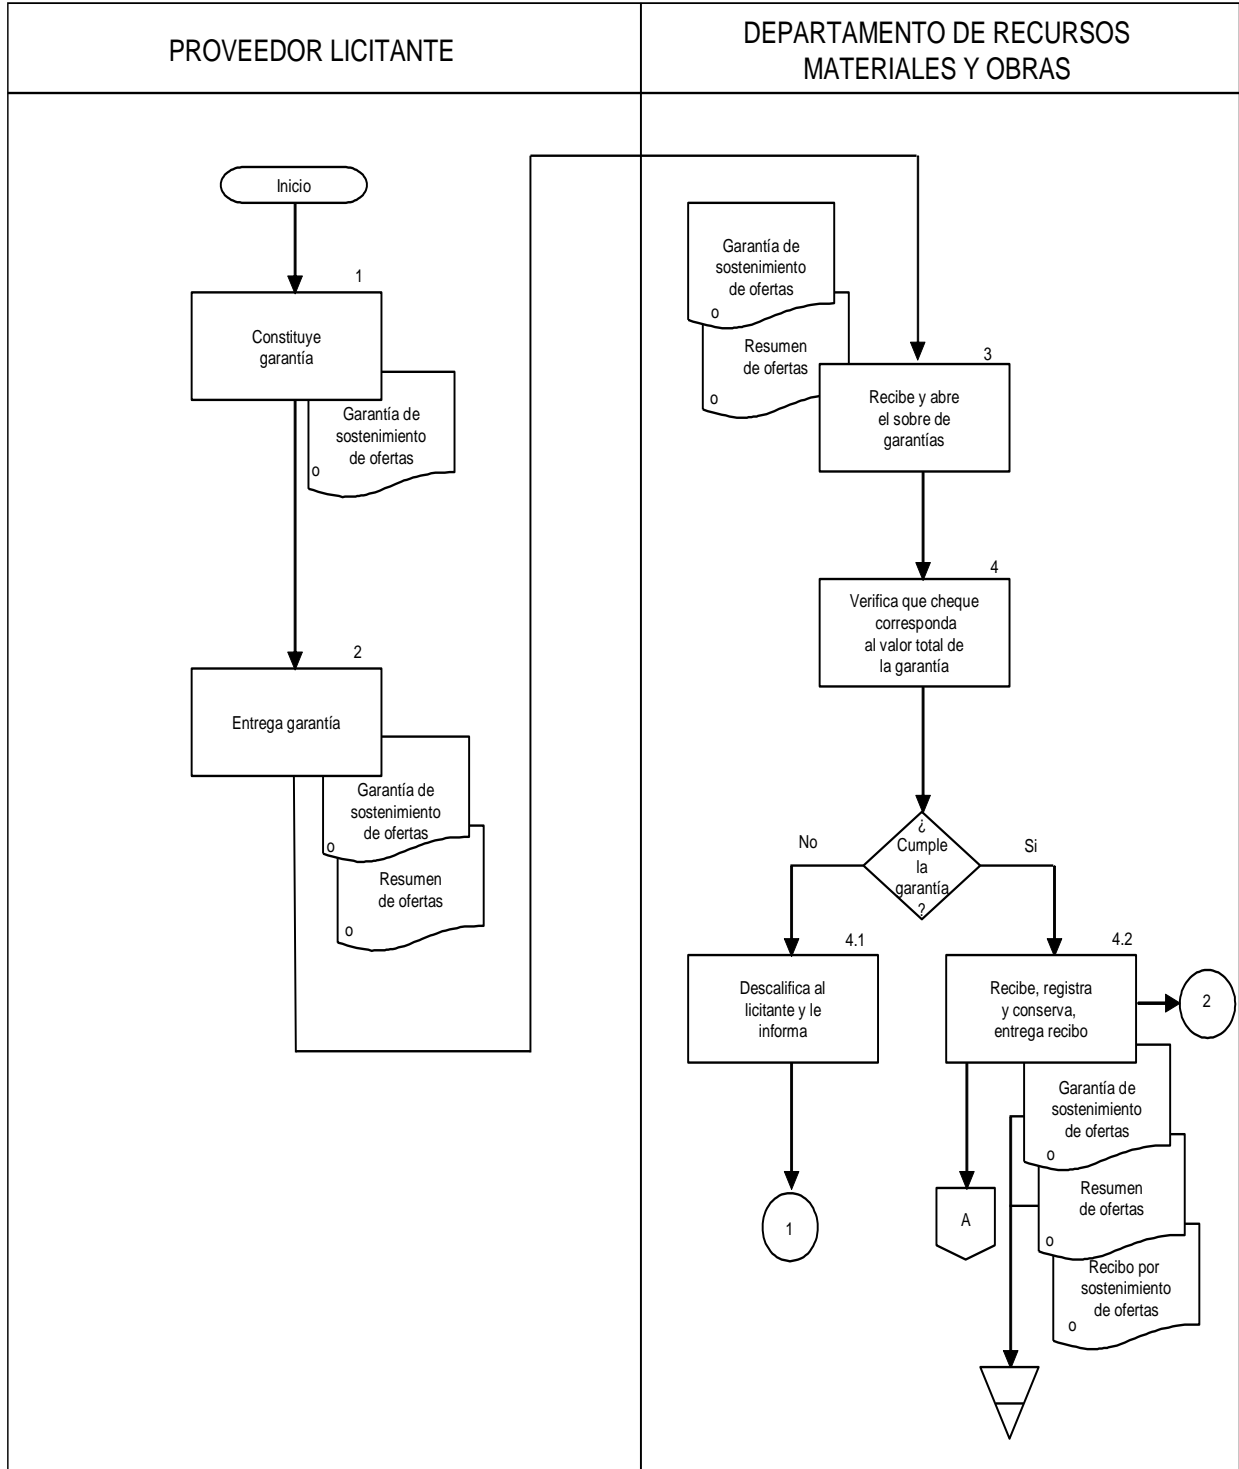 PROVEEDOR LICITANTE
DEPARTAMENTO DE RECURSOS
MATERIALES Y OBRAS
Inicio
1
Constituye
garantía
Garantía de
sostenimiento
de ofertas
o
2
Entrega garantía
Garantía de
sostenimiento
de ofertas
o
Resumen
de ofertas
o
Garantía de
sostenimiento
de ofertas
o
Resumen
de ofertas
o
3
Recibe y abre
el sobre de
garantías
4
Verifica que cheque
corresponda
al valor total de
la garantía
¿
Cumple
la
garantía
?
No
Si
4.1
Descalifica al
licitante y le
informa
1
4.2
Recibe, registra
y conserva,
entrega recibo
2
Garantía de
sostenimiento
de ofertas
o
Resumen
de ofertas
o
Recibo por
sostenimiento
de ofertas
o
A